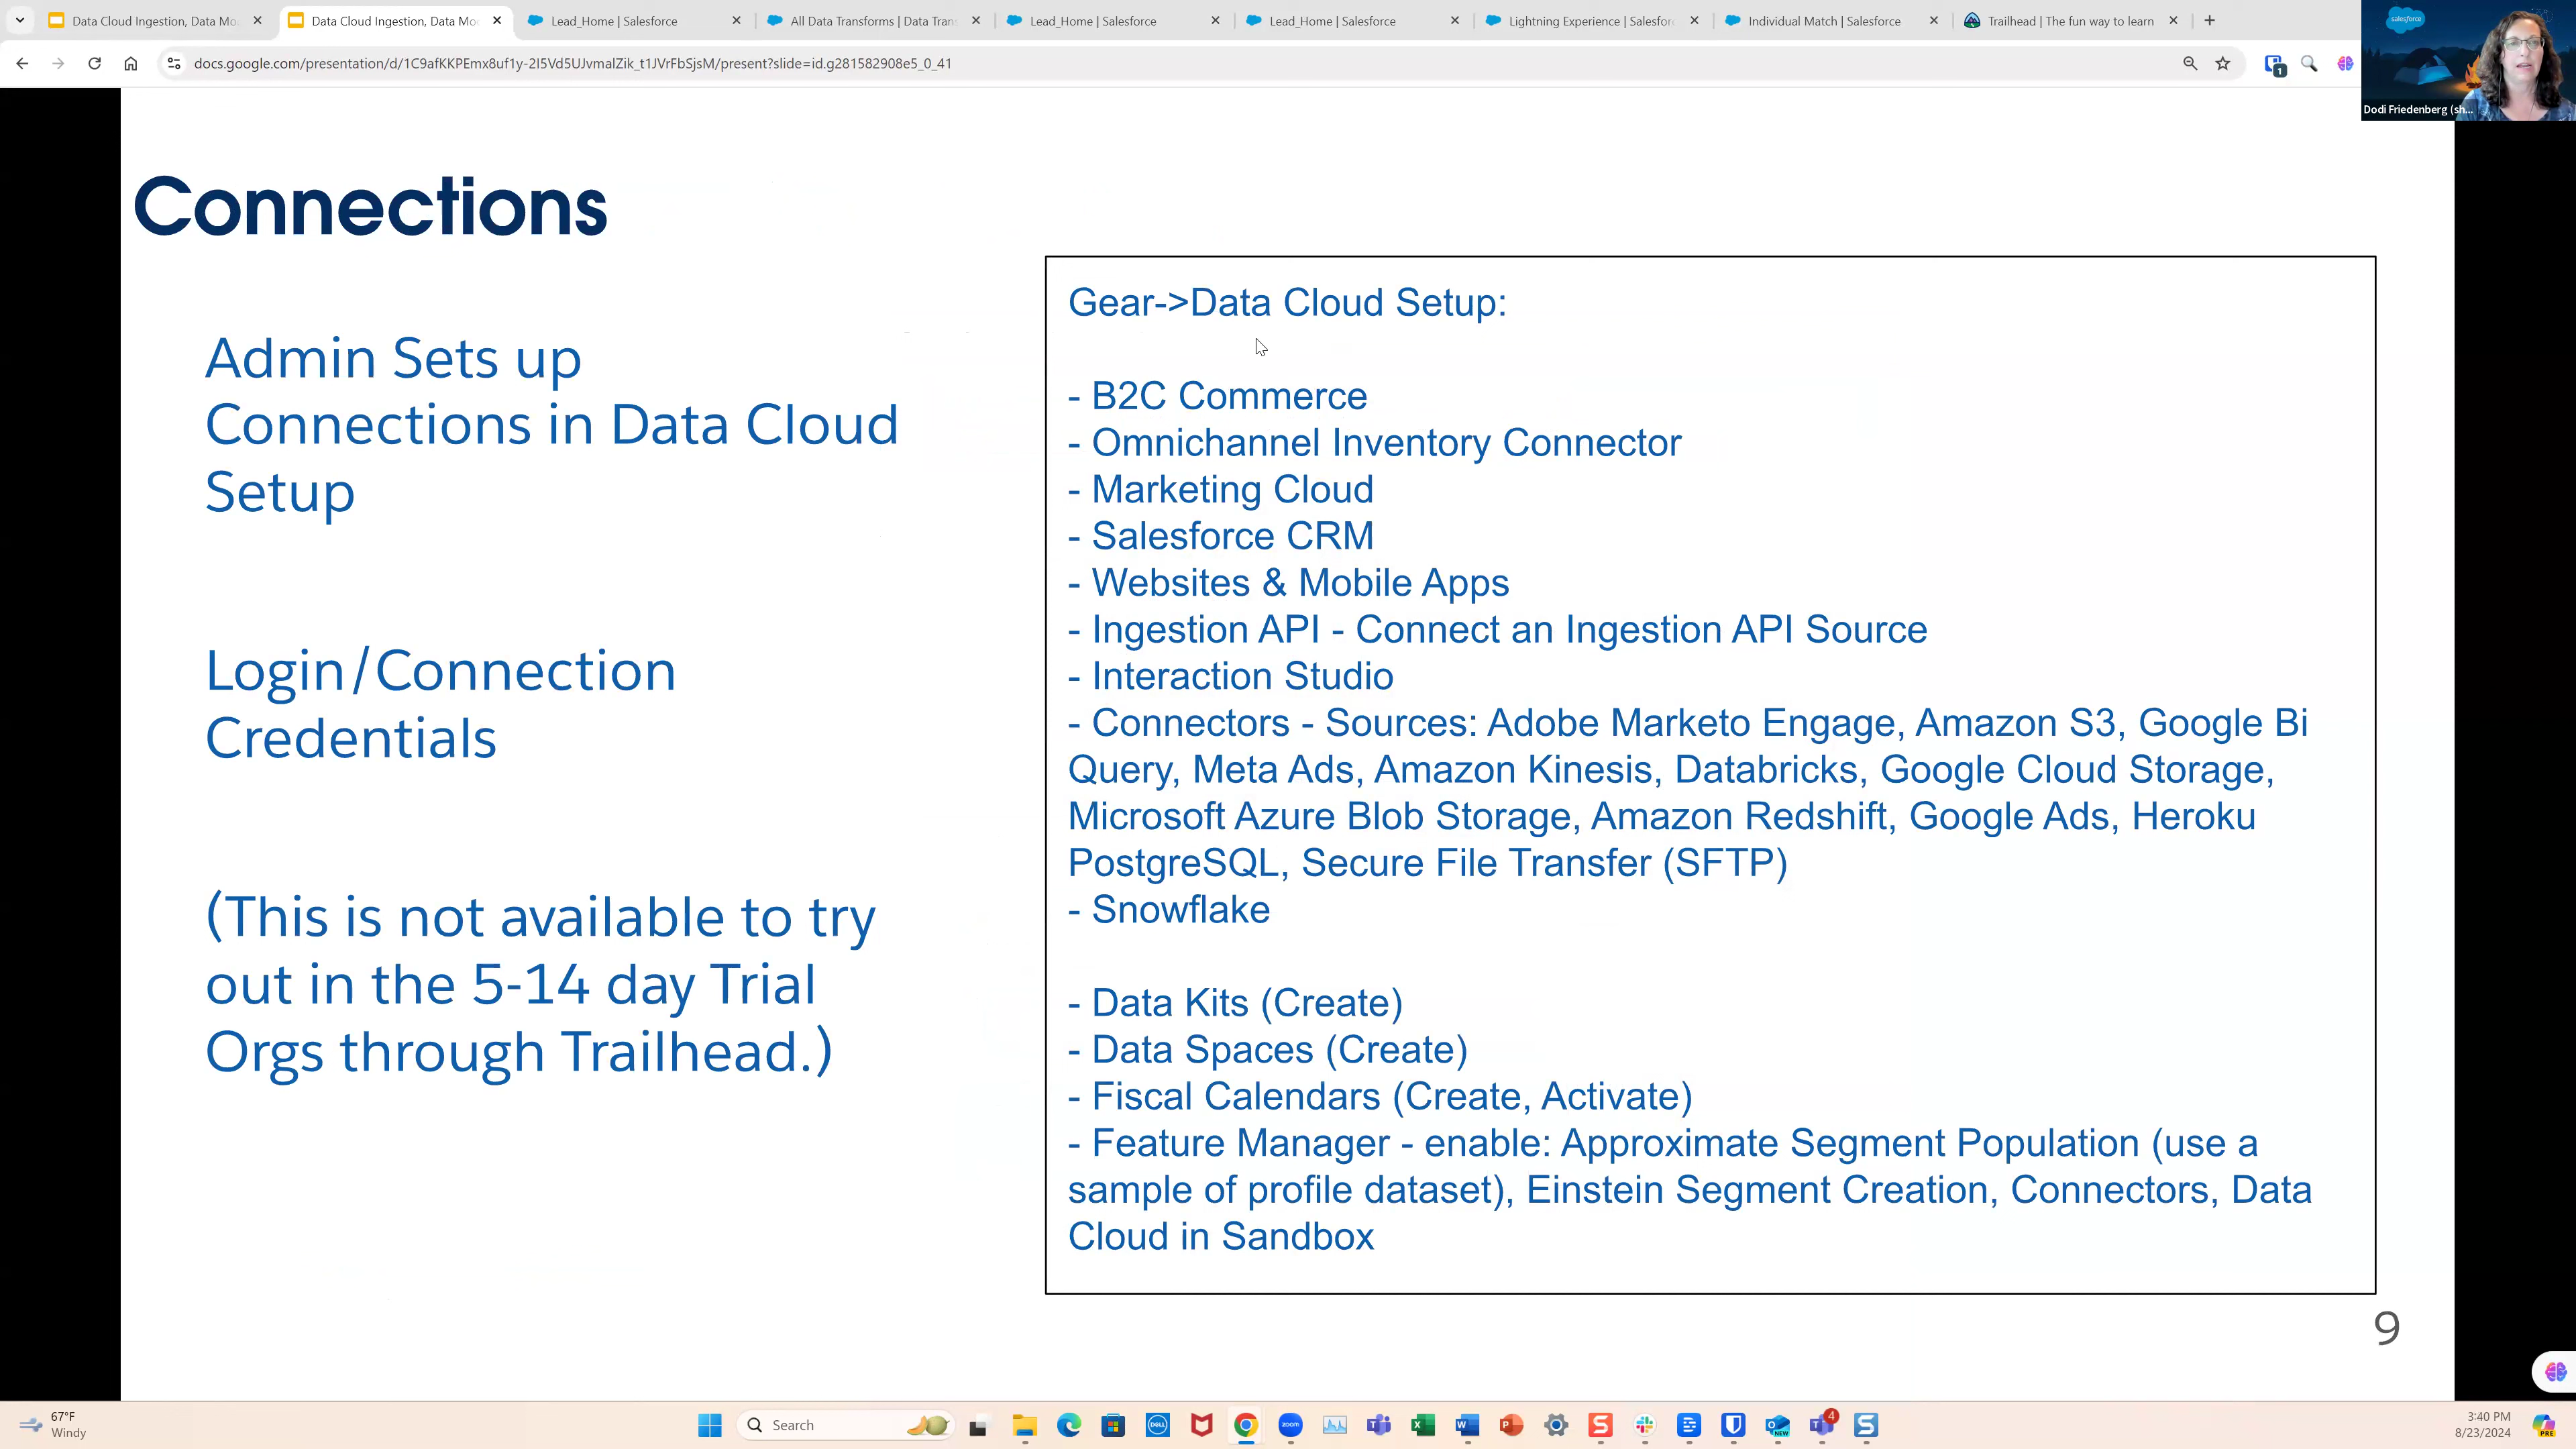 Data Cloud Ingestion, Data Mo
Data Cloud Ingestion, Data Mo
Lead_Home | Salesforce
All Data Transforms | Data Tran
Lead_Home | Salesforce
Lead_Home | Salesforce
Lightning Experience | Salesfor
Individual Match | Salesforce
Trailhead | The fun way to learn
docs.google.com/presentation/d/1C9afKKPEmx8uf1y-2I5Vd5UJvmalZik_t1JVrFbSjsM/present?slide=id.g281582908e5_0_41
1
salesforce
Dodi Friedenberg (sh...
Connections
Admin Sets up
Connections in Data Cloud
Setup
Login/Connection
Credentials
(This is not available to try
out in the 5-14 day Trial
Orgs through Trailhead.)
Gear->Data Cloud Setup:
- B2C Commerce
- Omnichannel Inventory Connector
- Marketing Cloud
- Salesforce CRM
- Websites & Mobile Apps
- Ingestion API - Connect an Ingestion API Source
- Interaction Studio
- Connectors - Sources: Adobe Marketo Engage, Amazon S3, Google Bi
Query, Meta Ads, Amazon Kinesis, Databricks, Google Cloud Storage,
Microsoft Azure Blob Storage, Amazon Redshift, Google Ads, Heroku
PostgreSQL, Secure File Transfer (SFTP)
- Snowflake
- Data Kits (Create)
- Data Spaces (Create)
- Fiscal Calendars (Create, Activate)
- Feature Manager - enable: Approximate Segment Population (use a
sample of profile dataset), Einstein Segment Creation, Connectors, Data
Cloud in Sandbox
9
67°F
Windy
Search
DELL
zoom
NEW
4
3:40 PM
8/23/2024
PRE